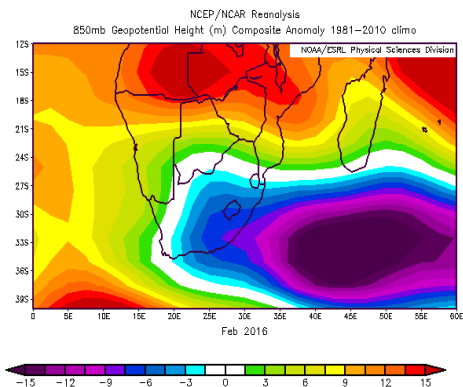 NCEP/NCAR Reanalysis
850mb Geopotential Height (m) Composite Anomaly 1981-2010 climo
NOAA/ESRL Physical Sciences Division
12S
15S
18S
21S
24S
27S
30S
33S
36S
39S
0 5E 10E 15E 20E 25E 30E 35E 40E 45E 50E 55E 60E
Feb 2016
-15 -12 -9 -6 -3 0 3 6 9 12 15